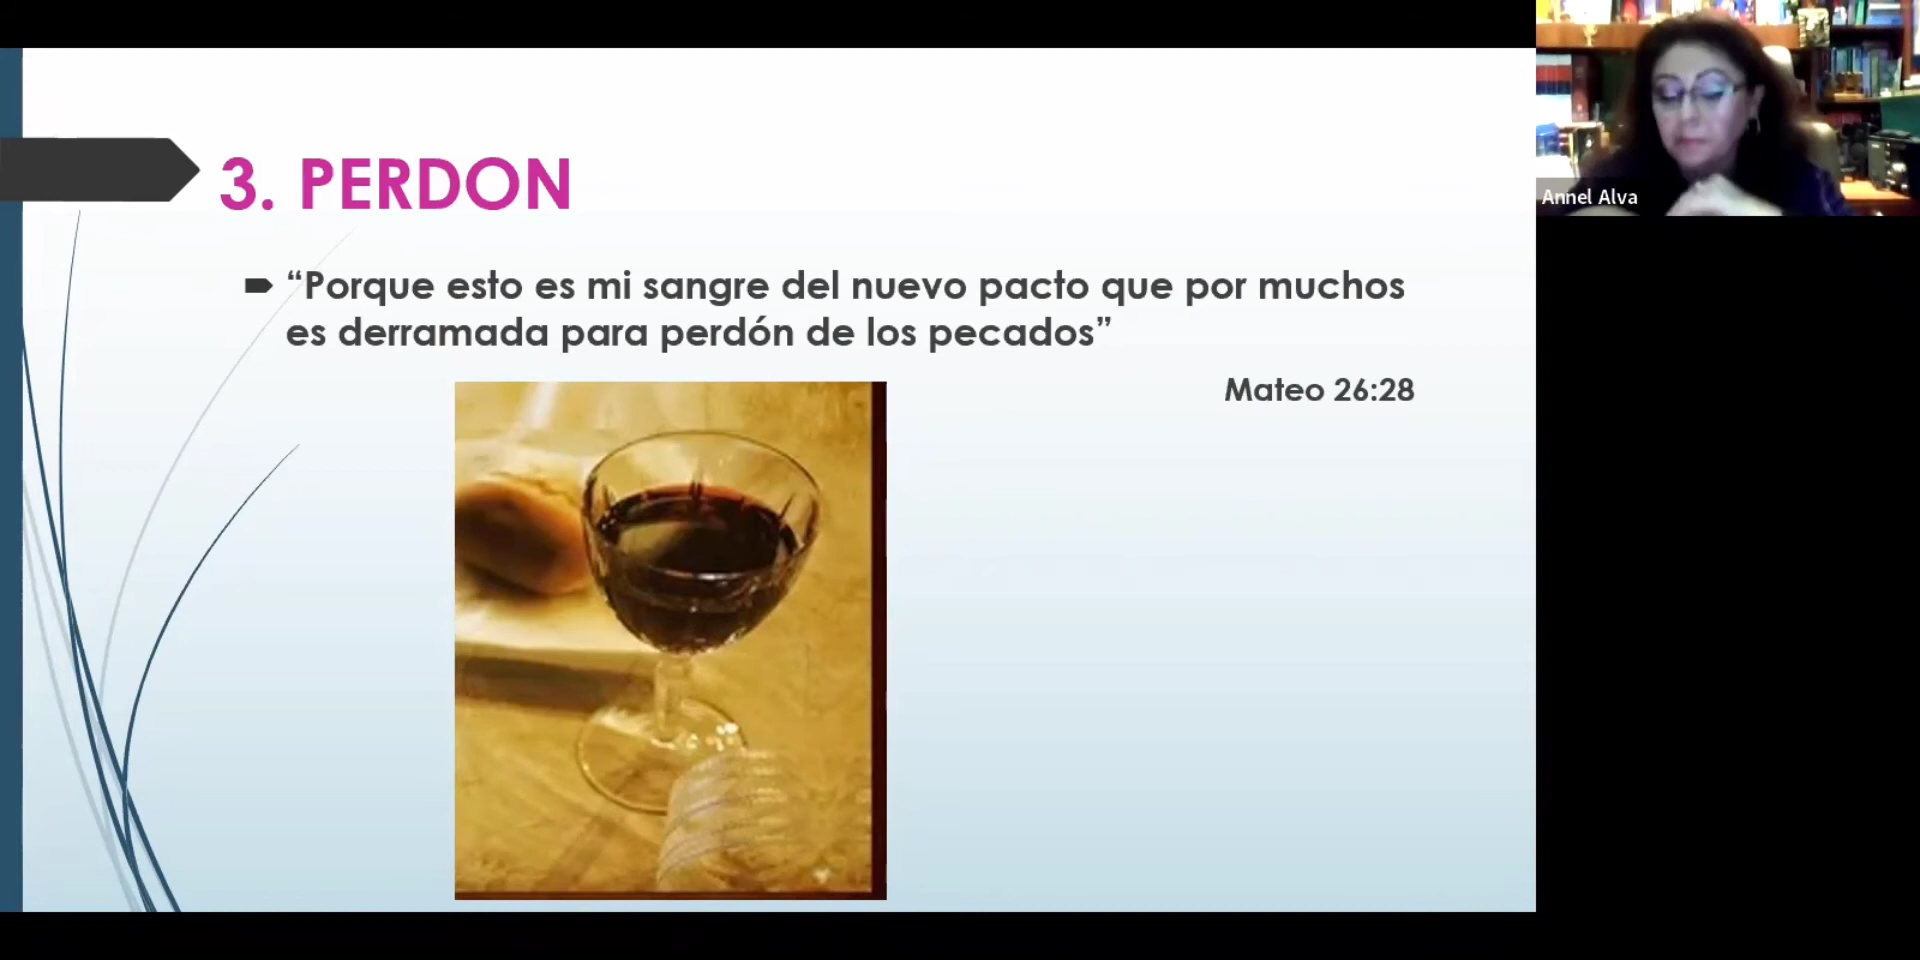 3. PERDON
“Porque esto es mi sangre del nuevo pacto que por muchos
es derramada para perdón de los pecados”
Mateo 26:28
Annel Alva